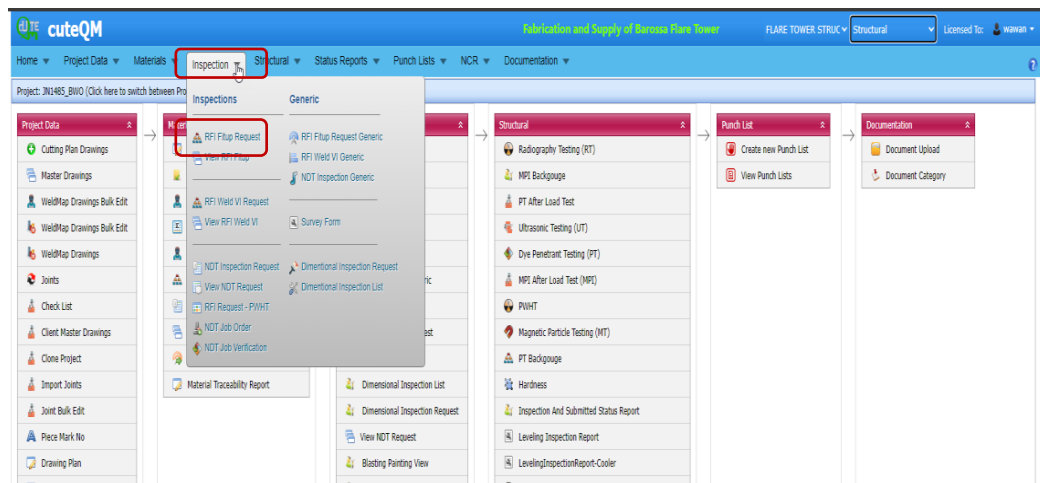 cuteQM
Fabrication and Supply of Barossa Flare Tower
FLARE TOWER STRUC
Structural
Licensed To:
wawan
Home
Project Data
Materials
Inspection
Structural
Status Reports
Punch Lists
NCR
Documentation
Project: JN1485_BWO (Click here to switch between Pro
Inspections
Generic
RFI Fitup Request
View RFI Fitup
RFI Weld VI Request
View RFI Weld VI
NDT Inspection Request
View NDT Request
RFI Request - PWHT
NDT Job Order
NDT Job Verification
RFI Fitup Request Generic
RFI Weld VI Generic
NDT Inspection Generic
Survey Form
Dimentional Inspection Request
Dimentional Inspection List
Project Data
Cutting Plan Drawings
Master Drawings
WeldMap Drawings Bulk Edit
WeldMap Drawings Bulk Edit
WeldMap Drawings
Joints
Check List
Client Master Drawings
Clone Project
Import Joints
Joint Bulk Edit
Piece Mark No
Drawing Plan
Mater
Material Traceability Report
ric
est
Dimensional Inspection List
Dimensional Inspection Request
View NDT Request
Blasting Painting View
Structural
Radiography Testing (RT)
MPI Backgouge
PT After Load Test
Ultrasonic Testing (UT)
Dye Penetrant Testing (PT)
MPI After Load Test (MPI)
PWHT
Magnetic Particle Testing (MT)
PT Backgouge
Hardness
Inspection And Submitted Status Report
Leveling Inspection Report
LevelingInspectionReport-Cooler
Punch List
Create new Punch List
View Punch Lists
Documentation
Document Upload
Document Category